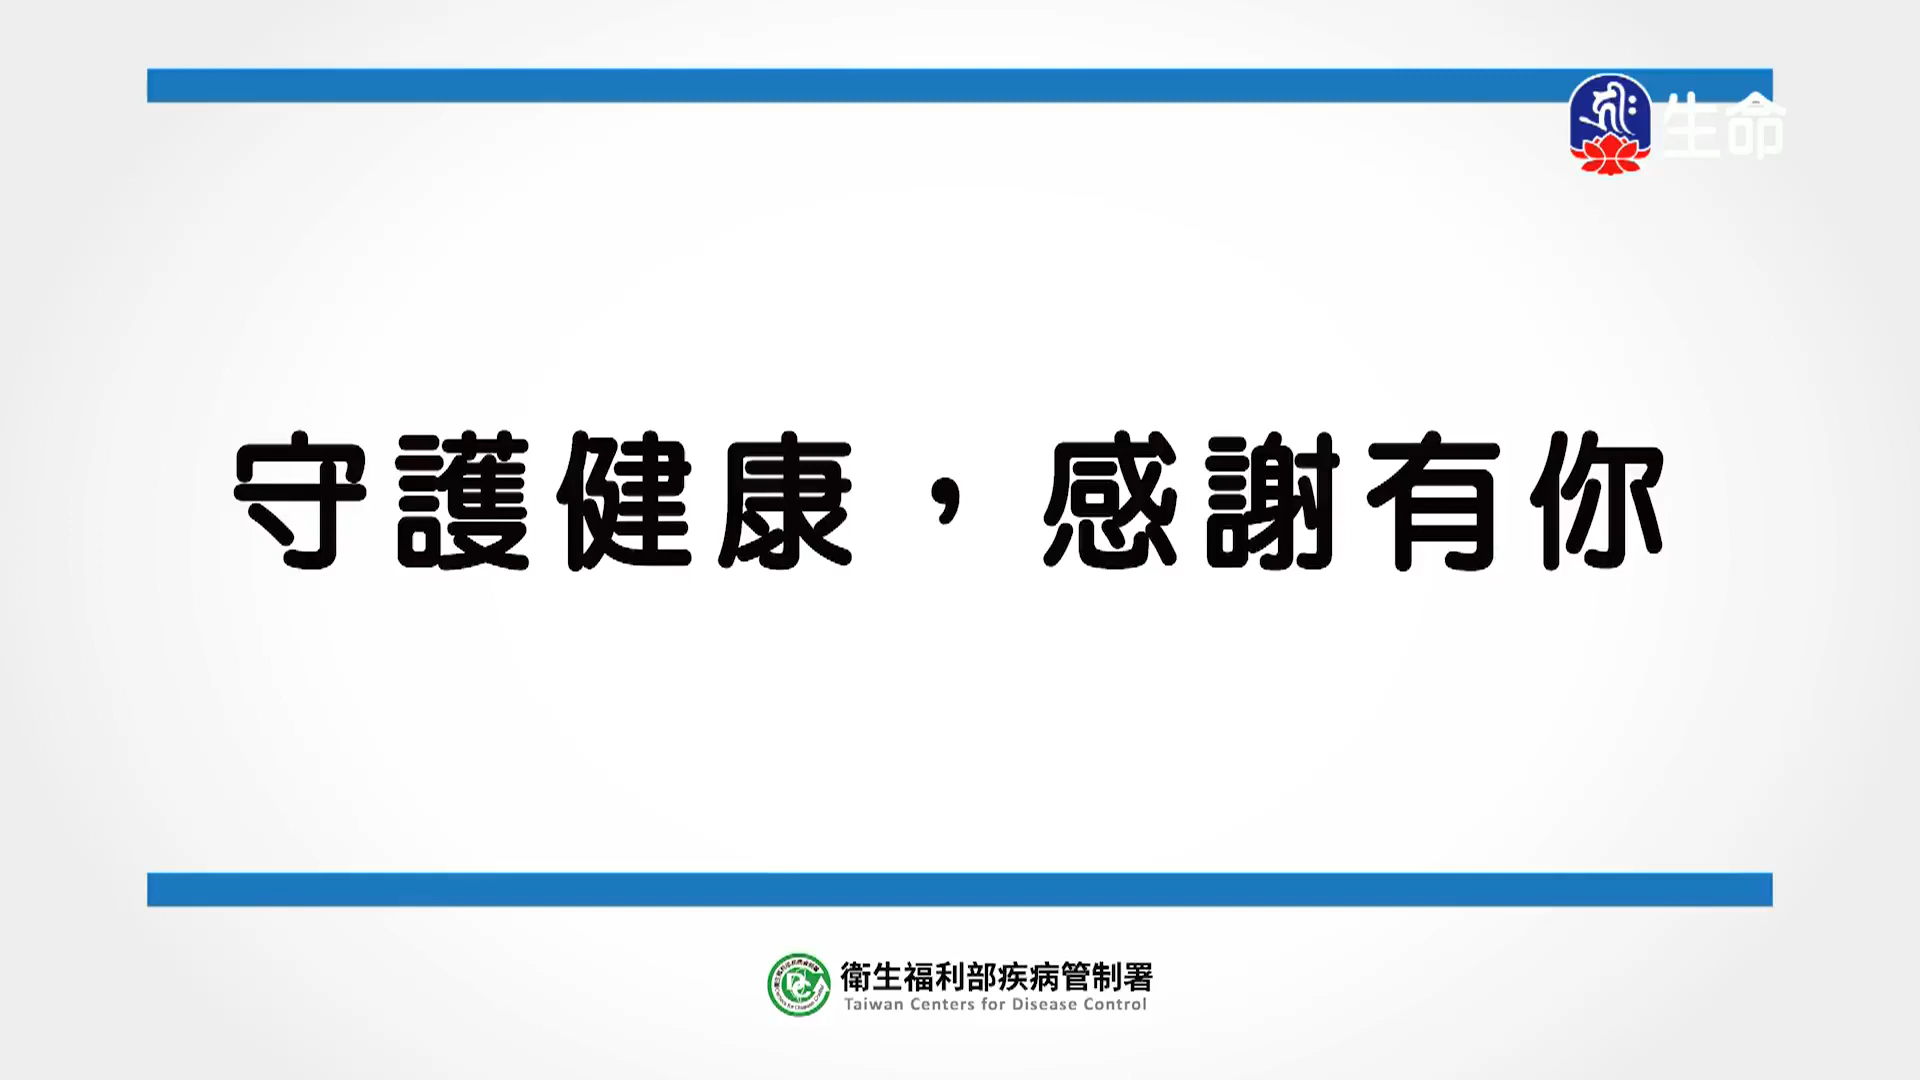 生命
守護健康，感謝有你
衛生福利部疾病管制署
Taiwan Centers for Disease Control